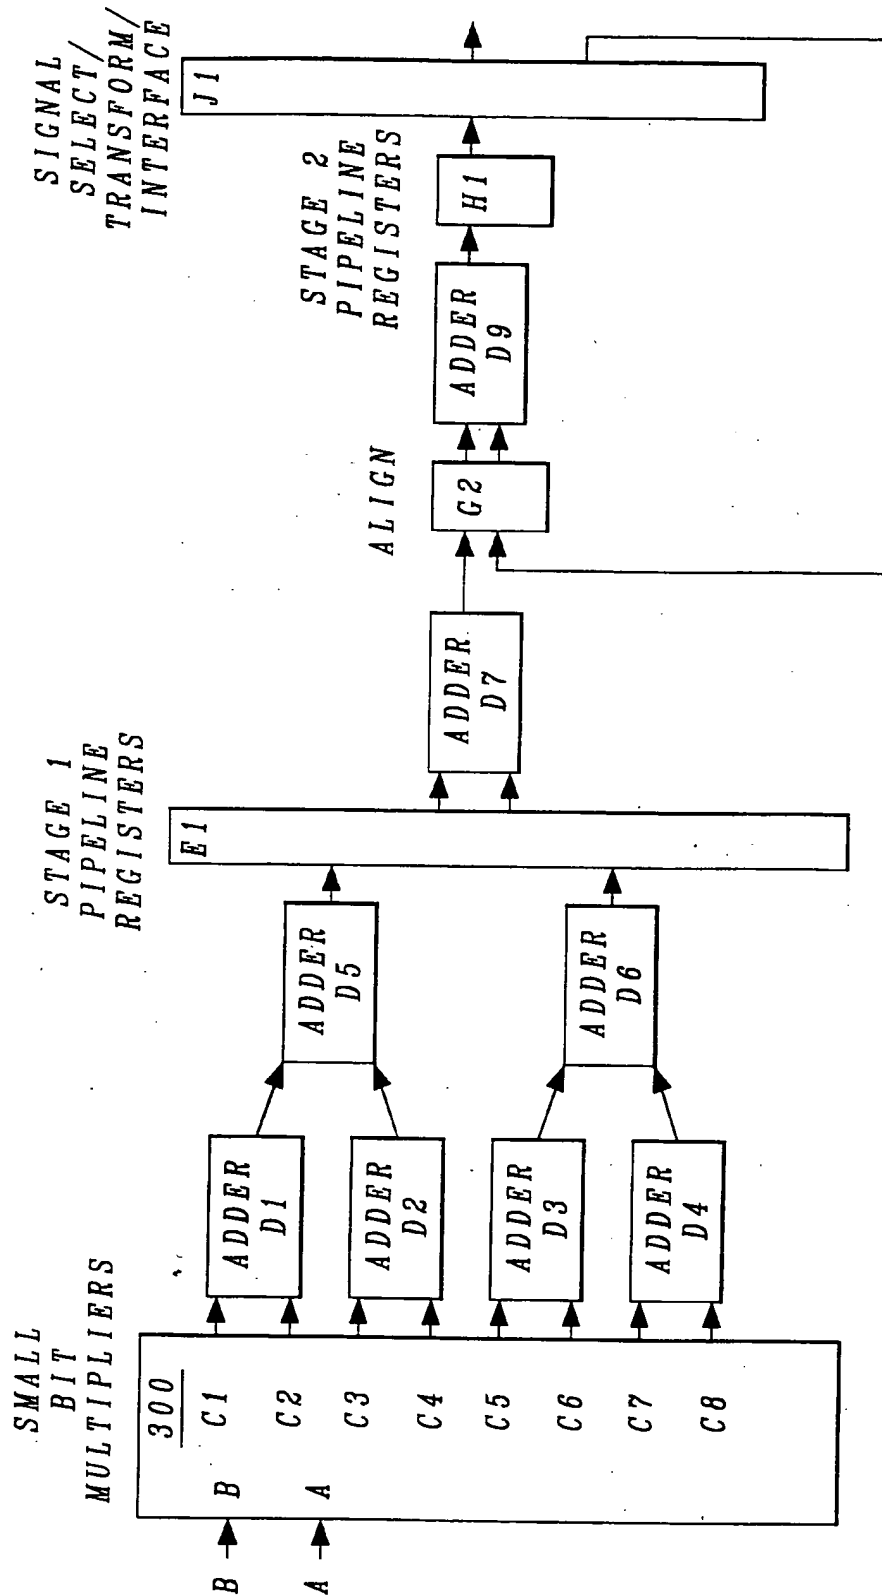 SMALL
BIT
MULTIPLIERS
300
B
A
B
A
C1
C2
C3
C4
C5
C6
C7
C8
ADDER
D1
ADDER
D2
ADDER
D3
ADDER
D4
ADDER
D5
ADDER
D6
STAGE 1
PIPELINE
REGISTERS
E1
ADDER
D7
ALIGN
G2
ADDER
D9
STAGE 2
PIPELINE
REGISTERS
H1
SIGNAL
SELECT/
TRANSFORM/
INTERFACE
J1